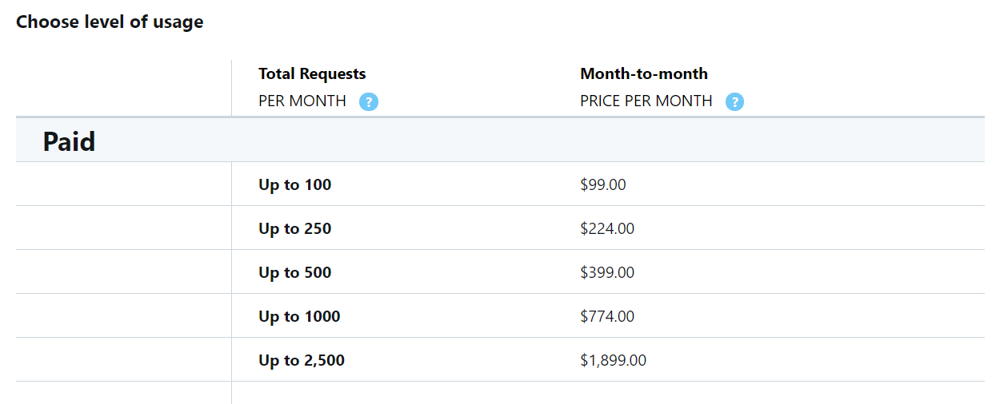 Choose level of usage
Total Requests Month-to-month
PER MONTH ? PRICE PER MONTH ?
Paid
Up to 100 $99.00
Up to 250 $224.00
Up to 500 $399.00
Up to 1000 $774.00
Up to 2,500 $1,899.00